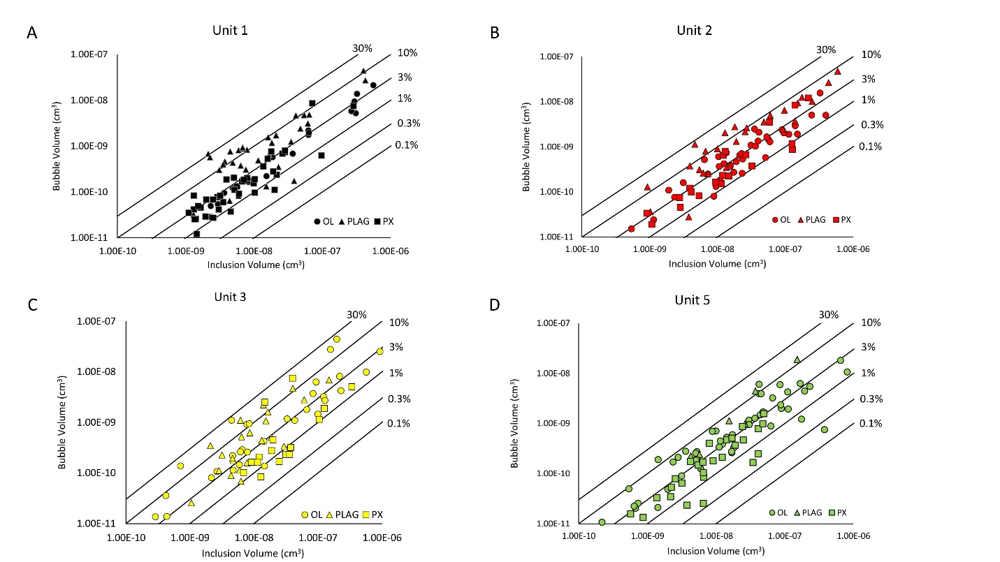 A
Unit 1
30%
10%
3%
1%
0.3%
0.1%
1.00E-07
1.00E-08
1.00E-09
1.00E-10
1.00E-11
Bubble Volume (cm³)
OL PLAG PX
1.00E-10 1.00E-09 1.00E-08 1.00E-07 1.00E-06
Inclusion Volume (cm³)
B
Unit 2
30%
10%
3%
1%
0.3%
0.1%
1.00E-07
1.00E-08
1.00E-09
1.00E-10
1.00E-11
Bubble Volume (cm³)
OL PLAG PX
1.00E-10 1.00E-09 1.00E-08 1.00E-07 1.00E-06
Inclusion Volume (cm³)
C
Unit 3
30%
10%
3%
1%
0.3%
0.1%
1.00E-07
1.00E-08
1.00E-09
1.00E-10
1.00E-11
Bubble Volume (cm³)
OL PLAG PX
1.00E-10 1.00E-09 1.00E-08 1.00E-07 1.00E-06
Inclusion Volume (cm³)
D
Unit 5
30%
10%
3%
1%
0.3%
0.1%
1.00E-07
1.00E-08
1.00E-09
1.00E-10
1.00E-11
Bubble Volume (cm³)
OL PLAG PX
1.00E-10 1.00E-09 1.00E-08 1.00E-07 1.00E-06
Inclusion Volume (cm³)